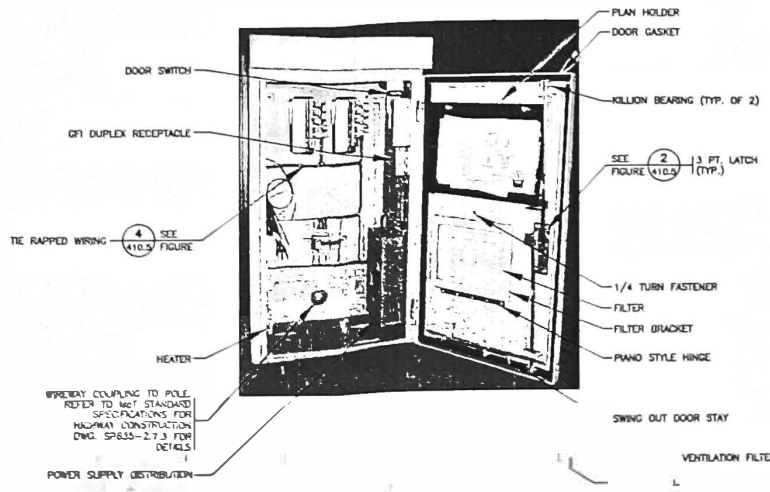 PLAN HOLDER
DOOR GASKET
DOOR SWITCH
KILLION BEARING (TYP. OF 2)
GFI DUPLEX RECEPTACLE
SEE
FIGURE
2
410.5
3 PT. LATCH
(TYP.)
TIE RAPPED WIRING
4
410.5
SEE
FIGURE
1/4 TURN FASTENER
FILTER
FILTER BRACKET
HEATER
PIANO STYLE HINGE
WIREWAY COUPLING TO POLE
REFER TO STANDARD
SPECIFICATIONS FOR
HIGHWAY CONSTRUCTION
DWG. SP635-2.7.3 FOR
DETAILS
SWING OUT DOOR STAY
VENTILATION FILTE
POWER SUPPLY DISTRIBUTION